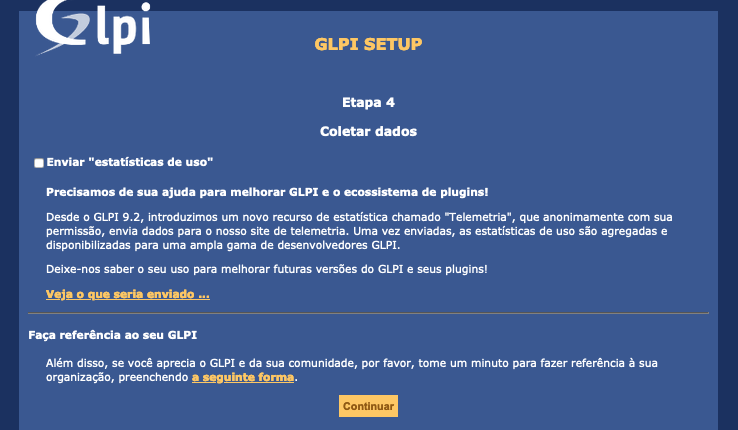 Glpi
GLPI SETUP
Etapa 4
Coletar dados
Enviar "estatísticas de uso"
Precisamos de sua ajuda para melhorar GLPI e o ecossistema de plugins!
Desde o GLPI 9.2, introduzimos um novo recurso de estatística chamado "Telemetria", que anonimamente com sua
permissão, envia dados para o nosso site de telemetria. Uma vez enviadas, as estatísticas de uso são agregadas e
disponibilizadas para uma ampla gama de desenvolvedores GLPI.
Deixe-nos saber o seu uso para melhorar futuras versões do GLPI e seus plugins!
Veja o que seria enviado ...
Faça referência ao seu GLPI
Além disso, se você aprecia o GLPI e da sua comunidade, por favor, tome um minuto para fazer referência à sua
organização, preenchendo a seguinte forma.
Continuar